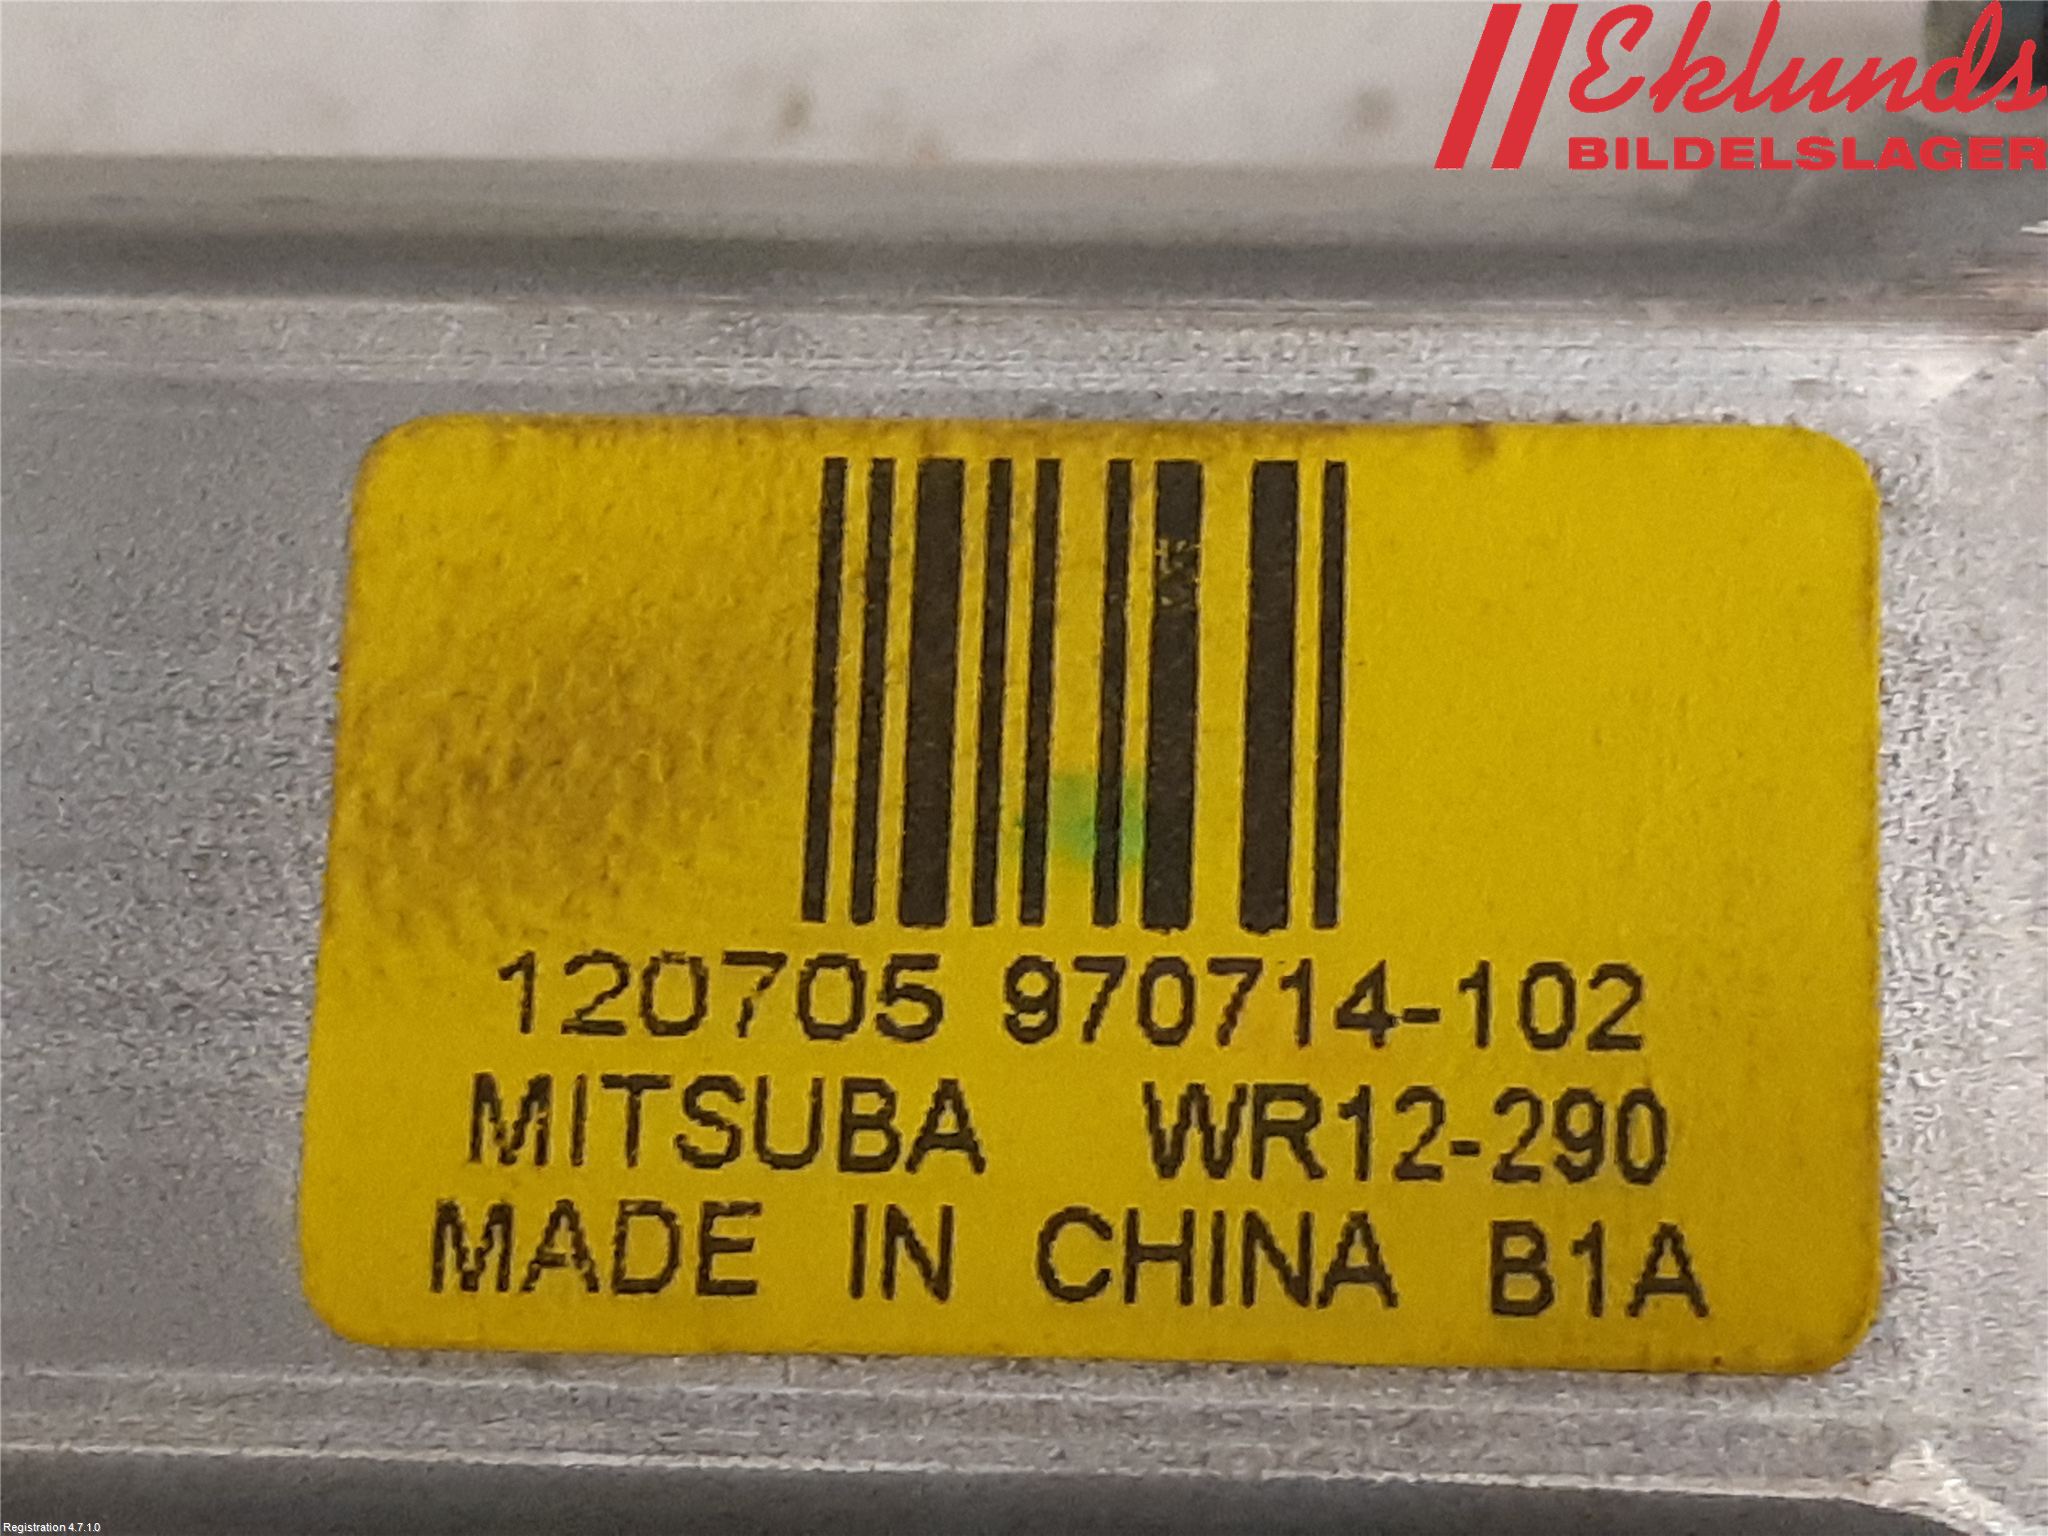 Eklunds
BILDELSLAGER
120705 970714-102
MITSUBA WR12-290
MADE IN CHINA B1A
Registration 4.7.1.0